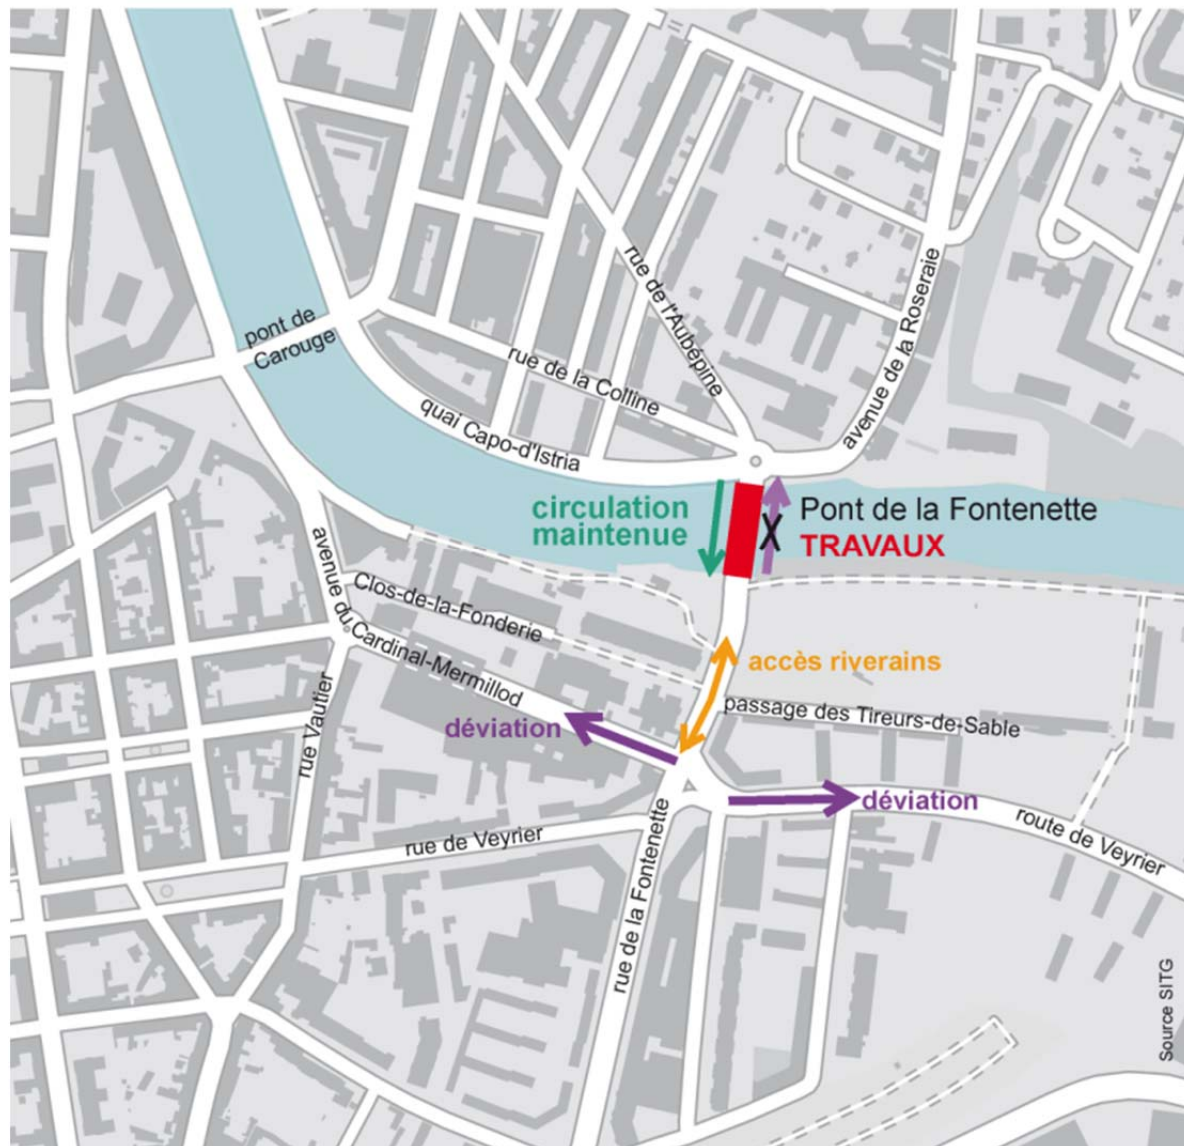 rue de l'Aubépine
avenue de la Roseraie
pont de
Carouge
rue de la Colline
quai Capo-d'Istria
circulation
maintenue
X
Pont de la Fontenette
TRAVAUX
avenue du Cardinal-Mermillod
Clos-de-la-Fonderie
accès riverains
rue Vautier
déviation
passage des Tireurs-de-Sable
déviation
route de Veyrier
rue de Veyrier
rue de la Fontenette
Source SITG